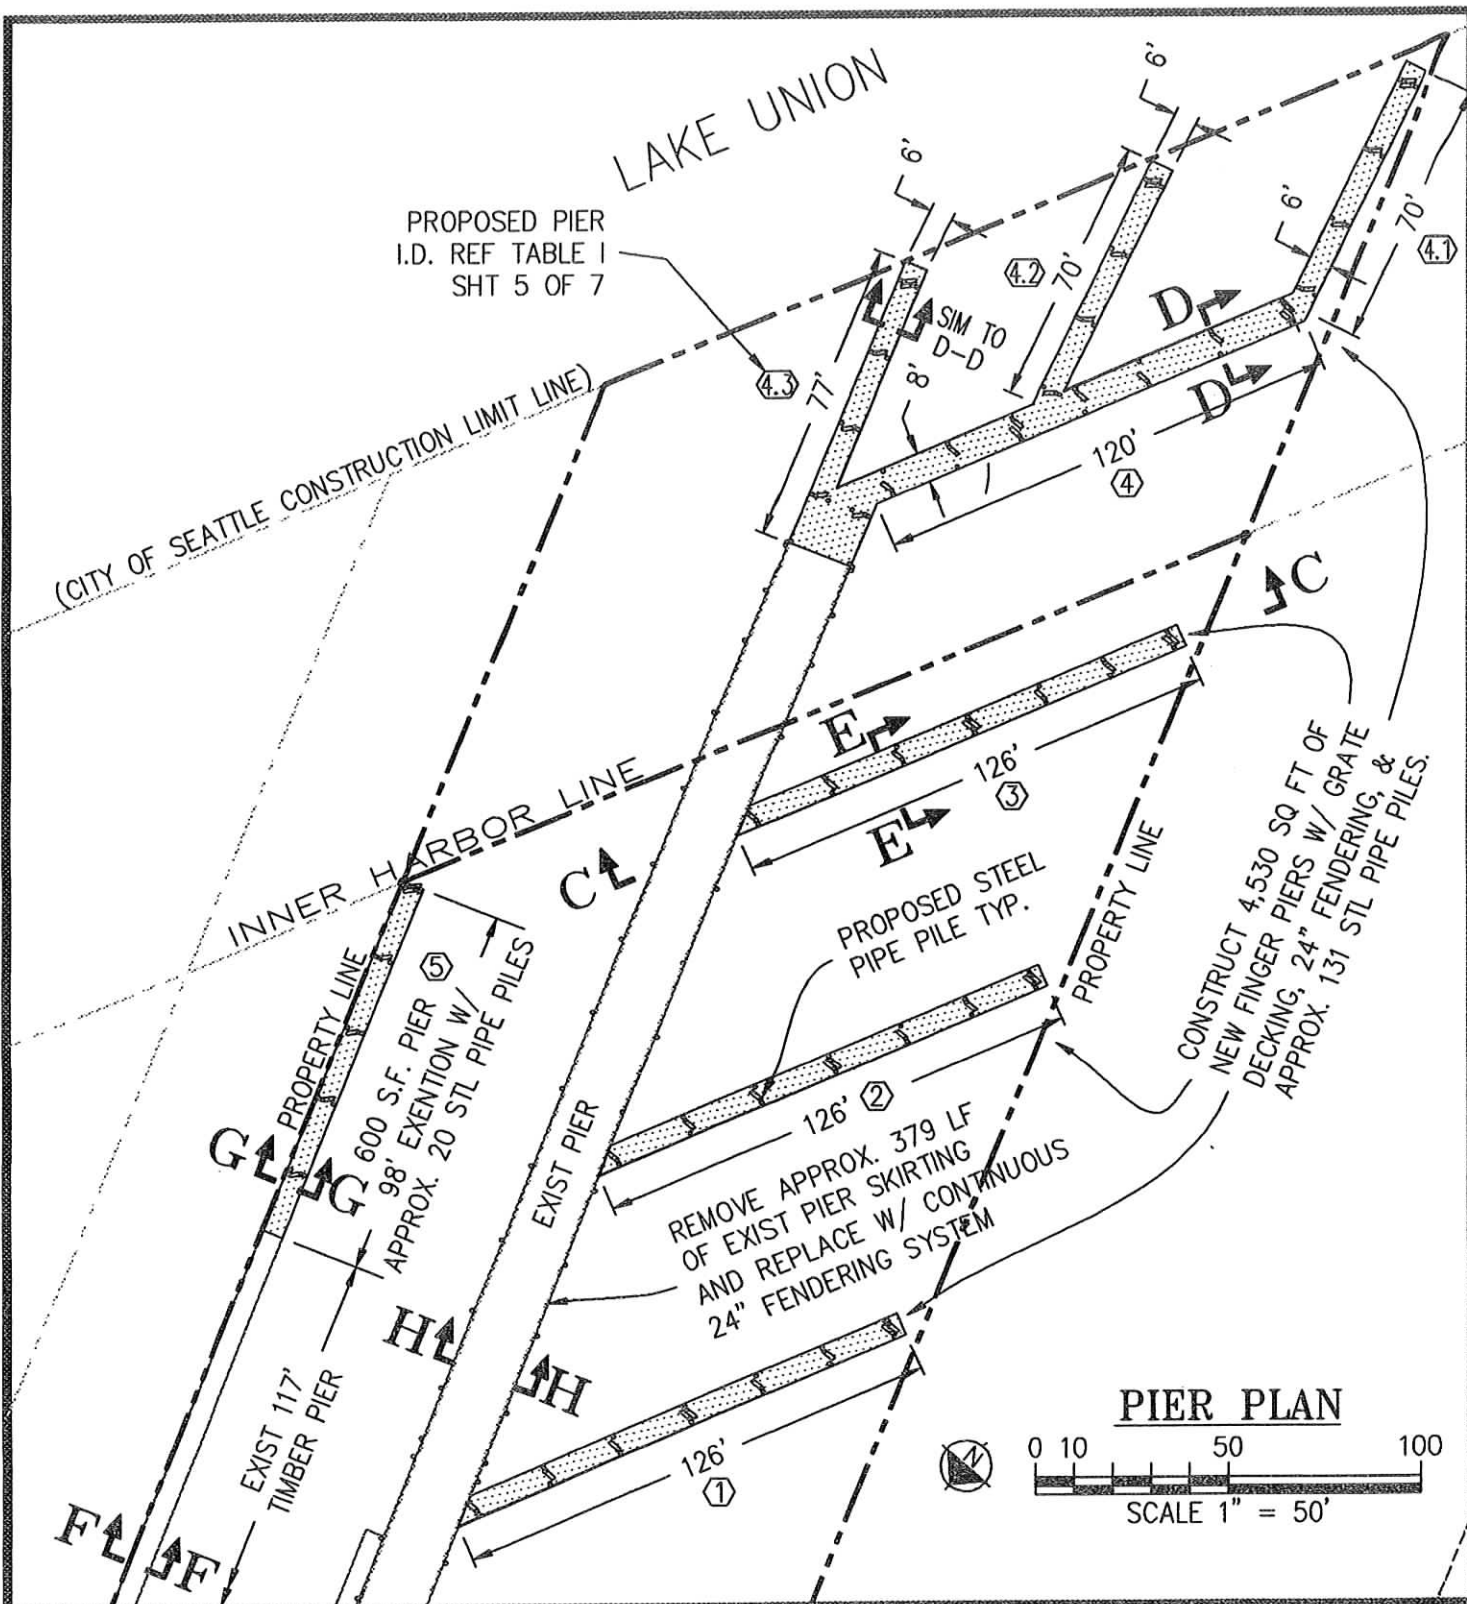 LAKE UNION
PROPOSED PIER
I.D. REF TABLE I
SHT 5 OF 7
4.3
77'
6'
SIM TO
D-D
8'
4.2
70'
6'
D
D
6'
70'
4.1
120'
4
(CITY OF SEATTLE CONSTRUCTION LIMIT LINE)
C
C
INNER HARBOR LINE
E
E
126'
3
PROPERTY LINE
PROPOSED STEEL
PIPE PILE TYP.
PROPERTY LINE
CONSTRUCT 4,530 SQ FT OF
NEW FINGER PIERS W/ GRATE
DECKING, 24" FENDERING, &
APPROX. 131 STL PIPE PILES.
600 S.F. PIER 5
98' EXENTION W/
APPROX. 20 STL PIPE PILES
G
G
EXIST PIER
126' 2
REMOVE APPROX. 379 LF
OF EXIST PIER SKIRTING
AND REPLACE W/ CONTINUOUS
24" FENDERING SYSTEM
H
H
EXIST 117'
TIMBER PIER
F
F
126'
1
PIER PLAN
N
0 10 50 100
SCALE 1" = 50'